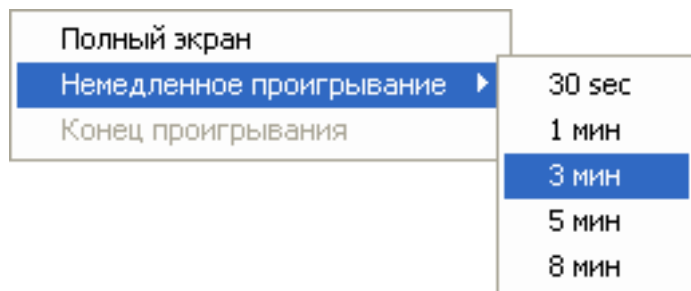 Полный экран
Немедленное проигрывание
Конец проигрывания
30 sec
1 мин
3 мин
5 мин
8 мин